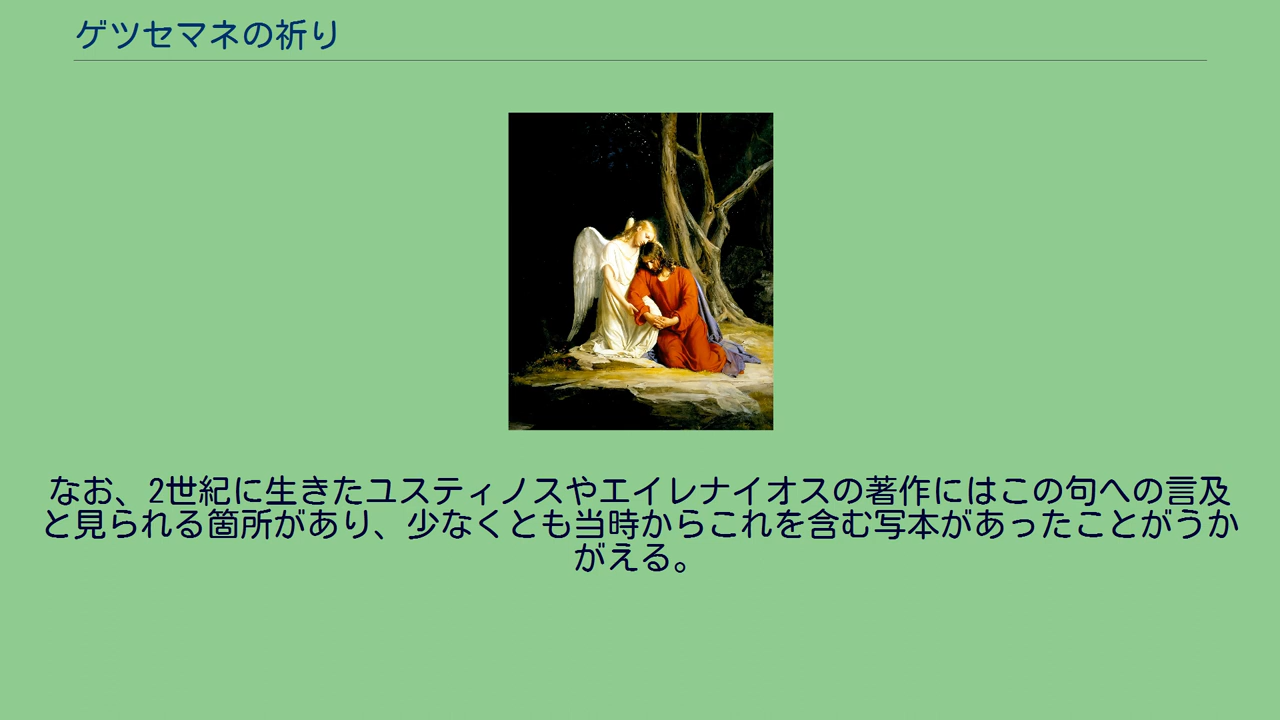 ゲツセマネの祈り
なお、2世紀に生きたユスティノスやエイレナイオスの著作にはこの句への言及
と見られる箇所があり、少なくとも当時からこれを含む写本があったことがうか
がえる。